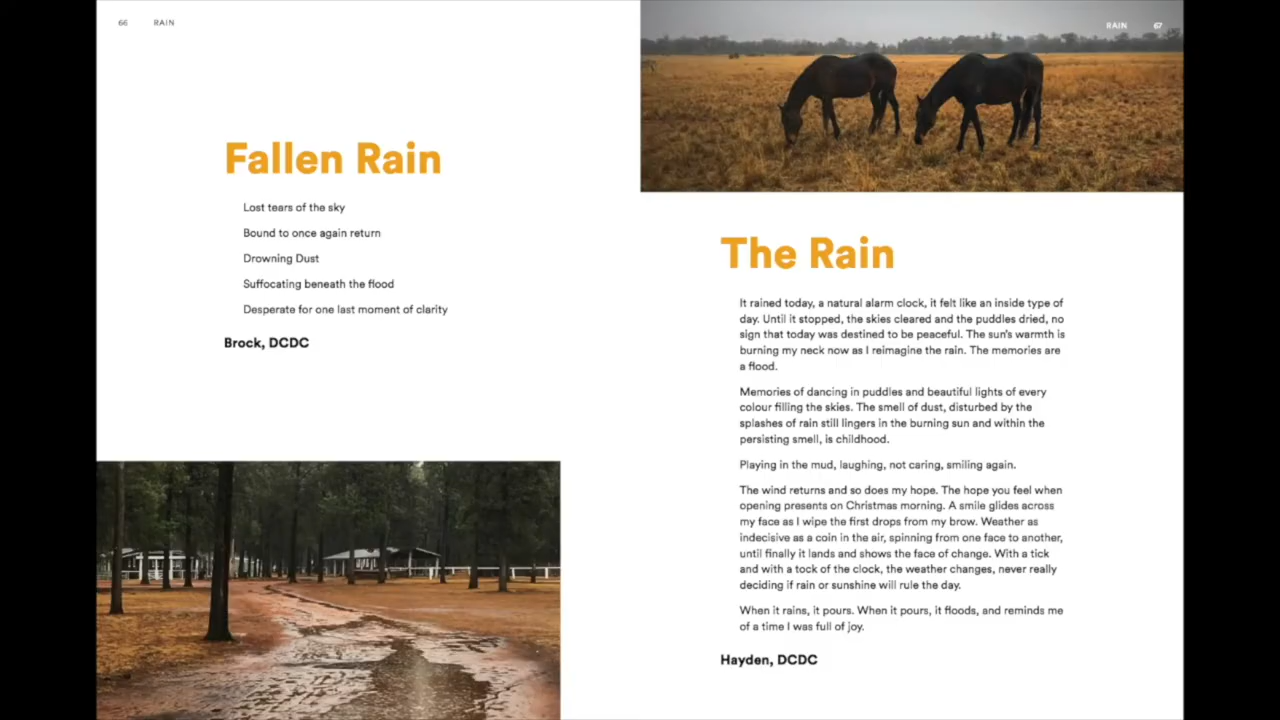 66 RAIN
Fallen Rain
Lost tears of the sky
Bound to once again return
Drowning Dust
Suffocating beneath the flood
Desperate for one last moment of clarity
Brock, DCDC
RAIN 67
The Rain
It rained today, a natural alarm clock, it felt like an inside type of
day. Until it stopped, the skies cleared and the puddles dried, no
sign that today was destined to be peaceful. The sun's warmth is
burning my neck now as I reimagine the rain. The memories are
a flood.
Memories of dancing in puddles and beautiful lights of every
colour filling the skies. The smell of dust, disturbed by the
splashes of rain still lingers in the burning sun and within the
persisting smell, is childhood.
Playing in the mud, laughing, not caring, smiling again.
The wind returns and so does my hope. The hope you feel when
opening presents on Christmas morning. A smile glides across
my face as I wipe the first drops from my brow. Weather as
indecisive as a coin in the air, spinning from one face to another,
until finally it lands and shows the face of change. With a tick
and with a tock of the clock, the weather changes, never really
deciding if rain or sunshine will rule the day.
When it rains, it pours. When it pours, it floods, and reminds me
of a time I was full of joy.
Hayden, DCDC